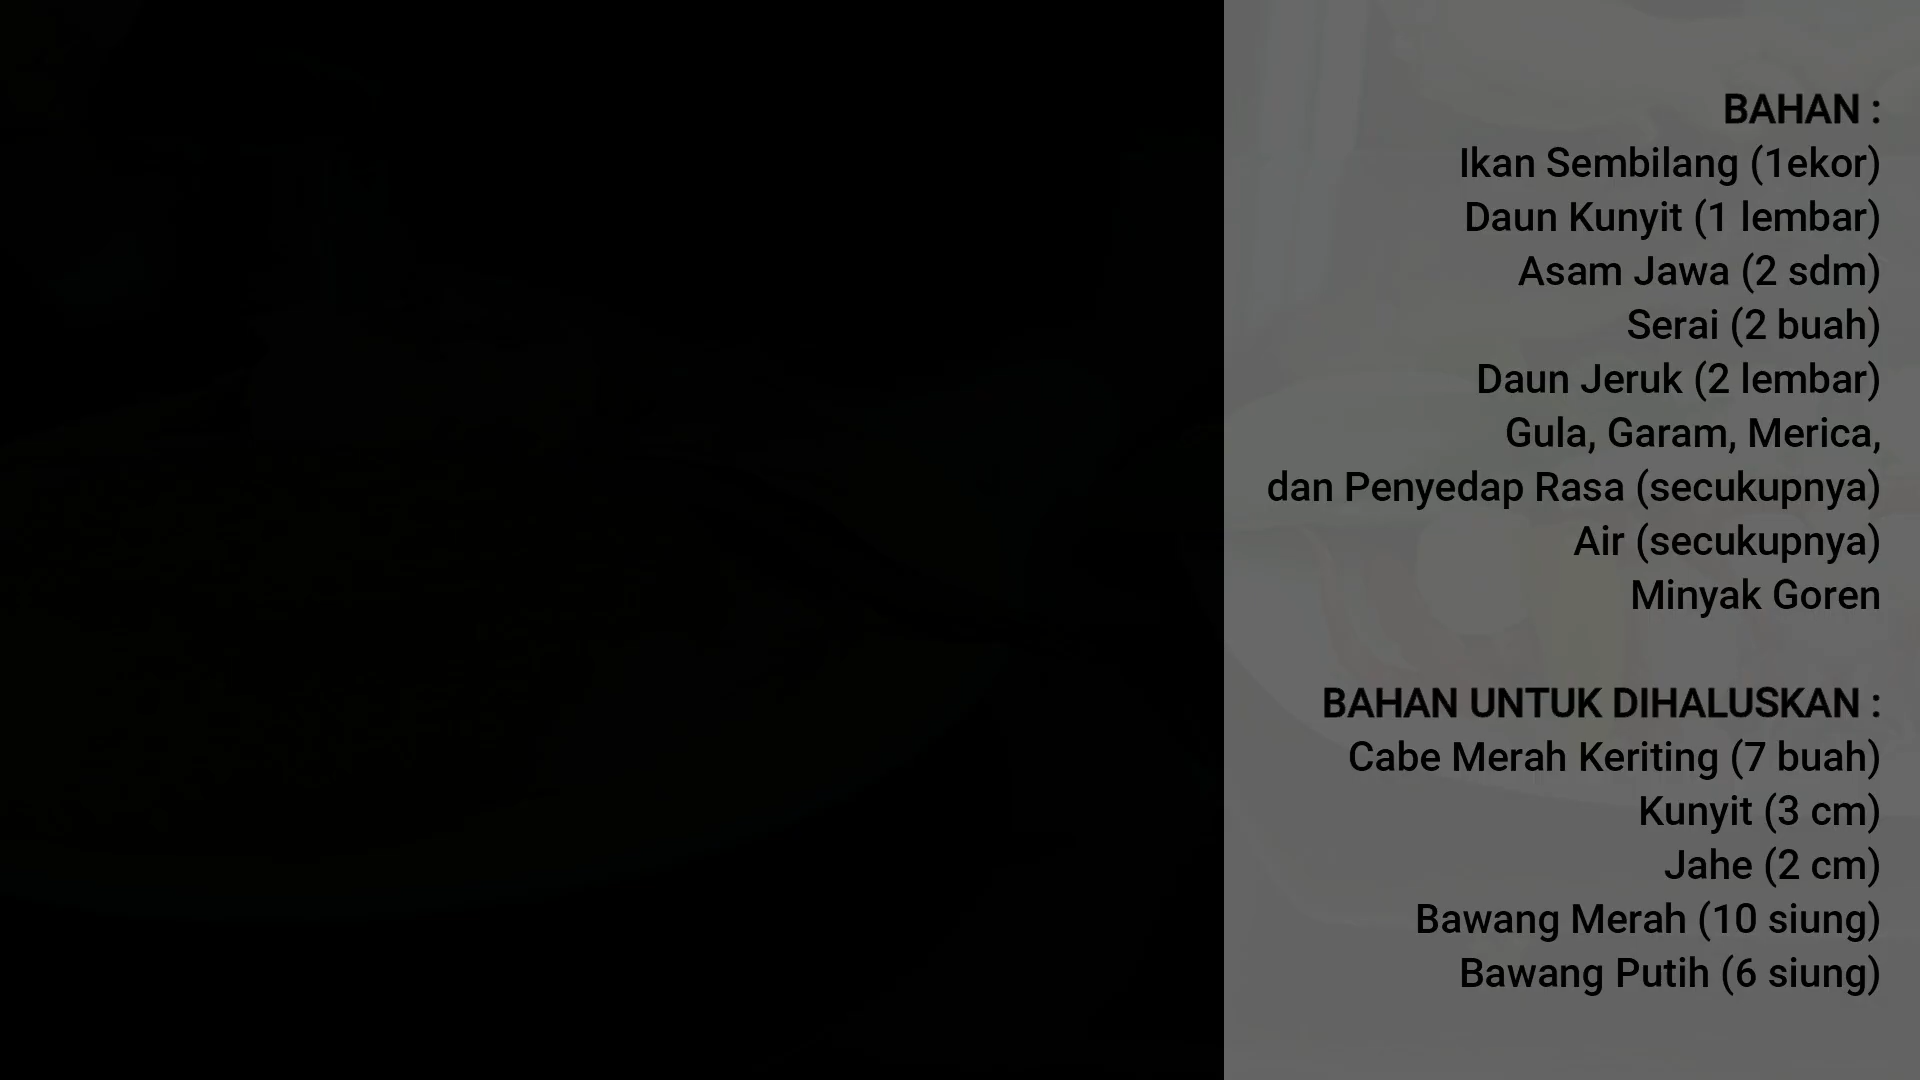 BAHAN :
Ikan Sembilang (1ekor)
Daun Kunyit (1 lembar)
Asam Jawa (2 sdm)
Serai (2 buah)
Daun Jeruk (2 lembar)
Gula, Garam, Merica,
dan Penyedap Rasa (secukupnya)
Air (secukupnya)
Minyak Goren
BAHAN UNTUK DIHALUSKAN :
Cabe Merah Keriting (7 buah)
Kunyit (3 cm)
Jahe (2 cm)
Bawang Merah (10 siung)
Bawang Putih (6 siung)